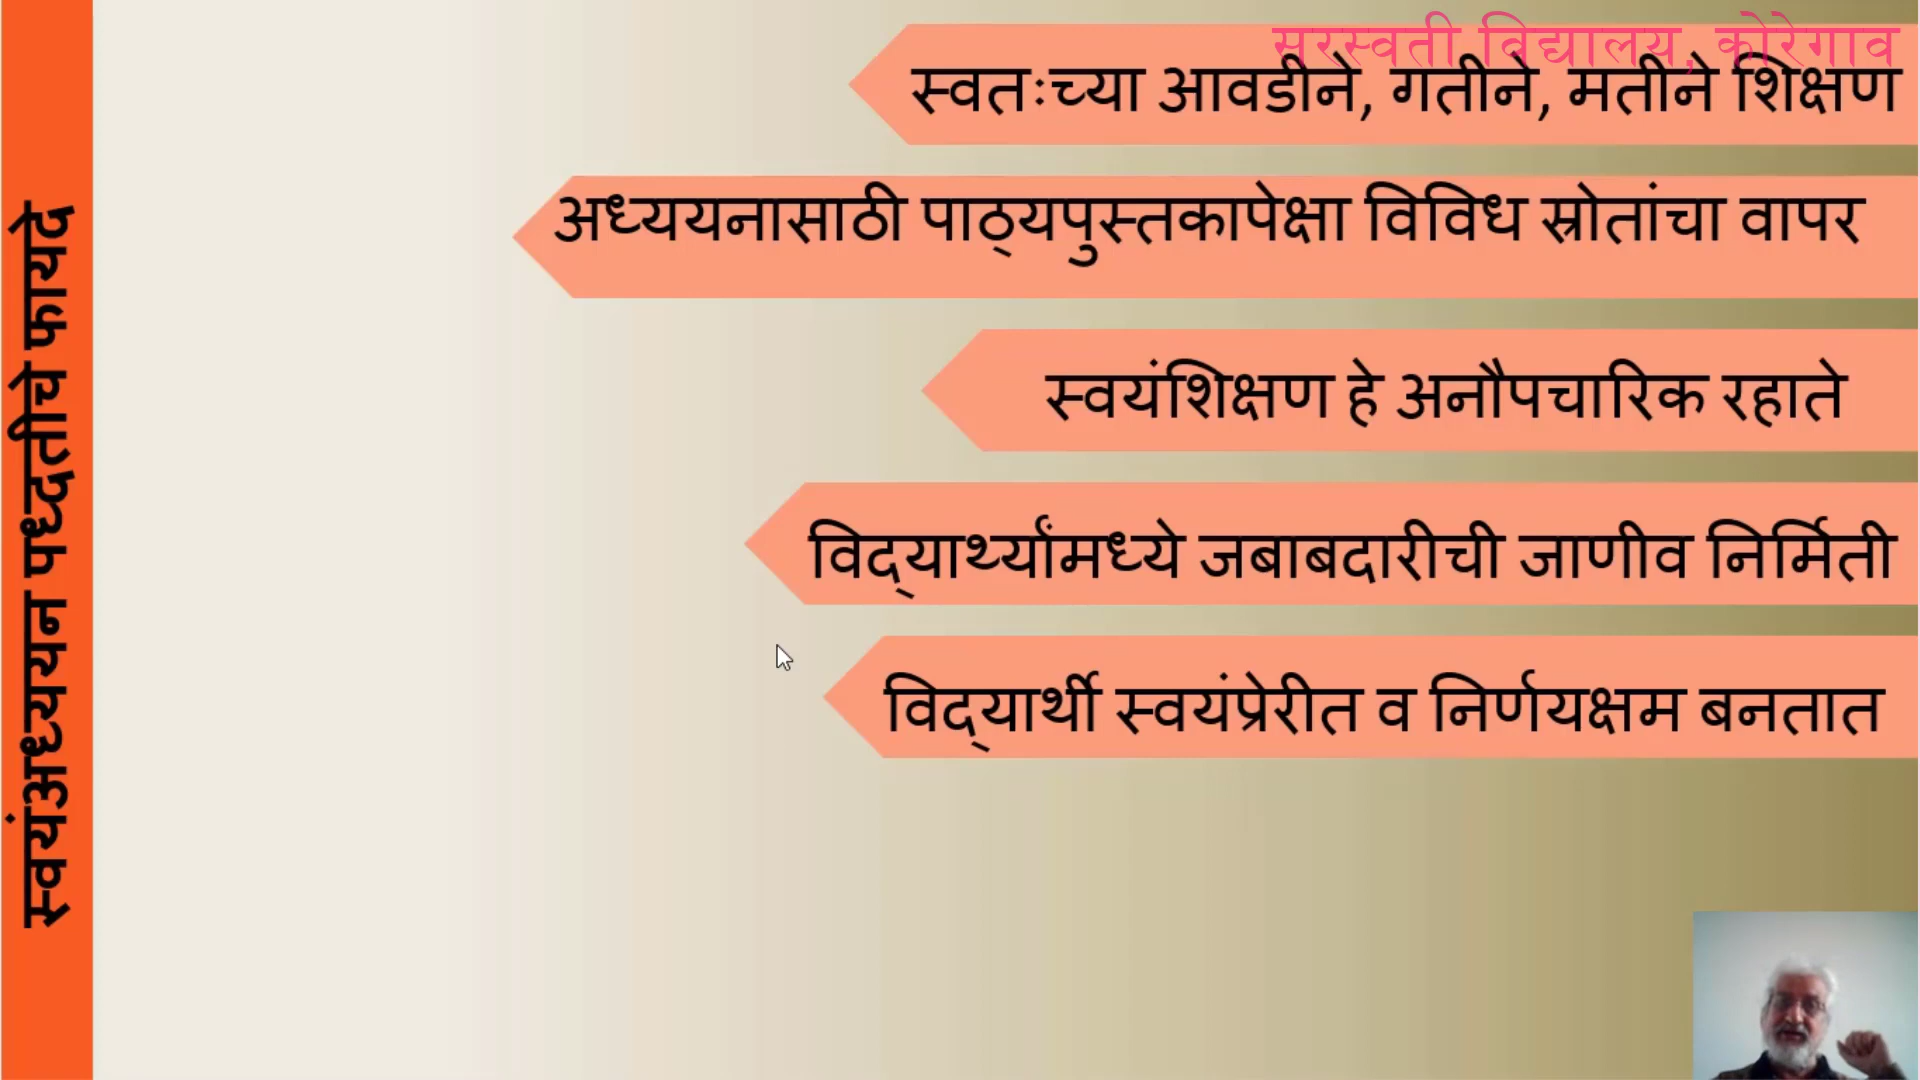 सरस्वती विद्यालय, कोरेगाव
स्वयंअध्ययन पध्दतीचे फायदे
स्वतःच्या आवडीने, गतीने, मतीने शिक्षण
अध्ययनासाठी पाठ्यपुस्तकापेक्षा विविध स्रोतांचा वापर
स्वयंशिक्षण हे अनौपचारिक रहाते
विद्यार्थ्यांमध्ये जबाबदारीची जाणीव निर्मिती
विद्यार्थी स्वयंप्रेरीत व निर्णयक्षम बनतात